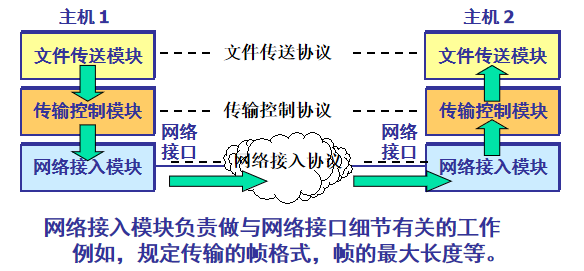 主机 1
主机 2
文件传送模块
文件传送协议
文件传送模块
传输控制模块
传输控制协议
传输控制模块
网络
接口
网络
接口
网络接入模块
网络接入协议
网络接入模块
网络接入模块负责做与网络接口细节有关的工作
例如，规定传输的帧格式，帧的最大长度等。